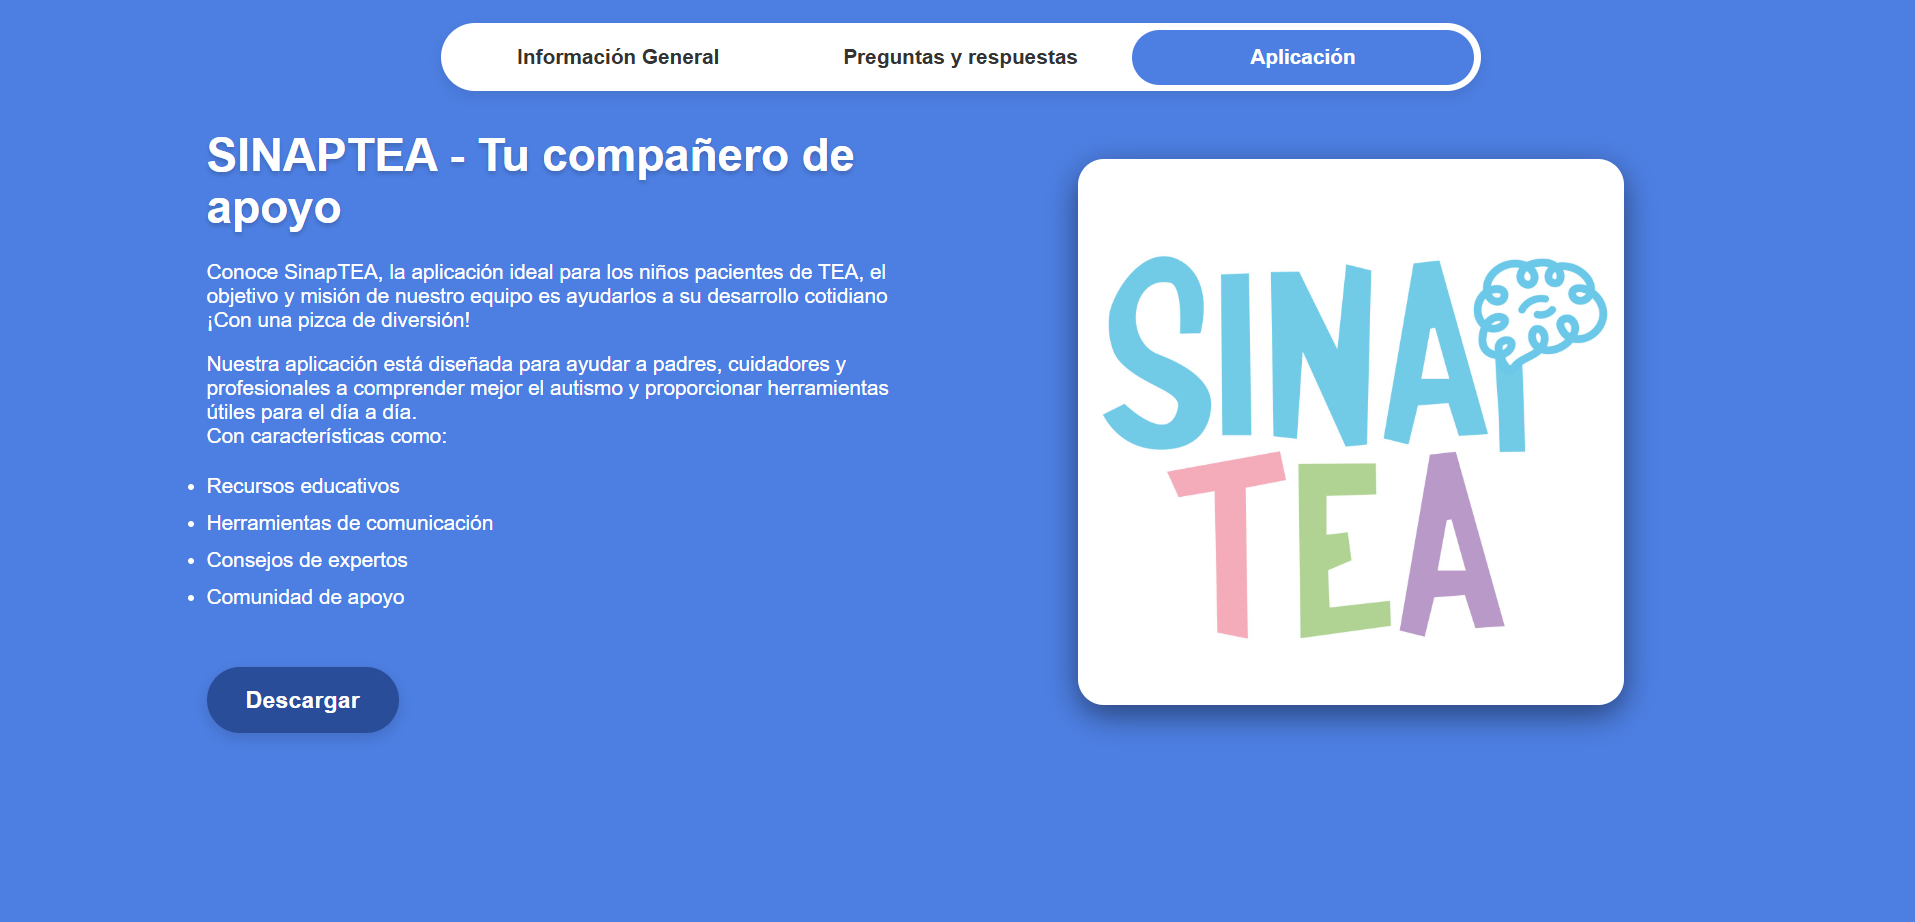 Información General
Preguntas y respuestas
Aplicación
SINAPTEA - Tu compañero de
apoyo
Conoce SinapTEA, la aplicación ideal para los niños pacientes de TEA, el
objetivo y misión de nuestro equipo es ayudarlos a su desarrollo cotidiano
¡Con una pizca de diversión!
Nuestra aplicación está diseñada para ayudar a padres, cuidadores y
profesionales a comprender mejor el autismo y proporcionar herramientas
útiles para el día a día.
Con características como:
• Recursos educativos
• Herramientas de comunicación
• Consejos de expertos
• Comunidad de apoyo
Descargar
SINAP
TEA